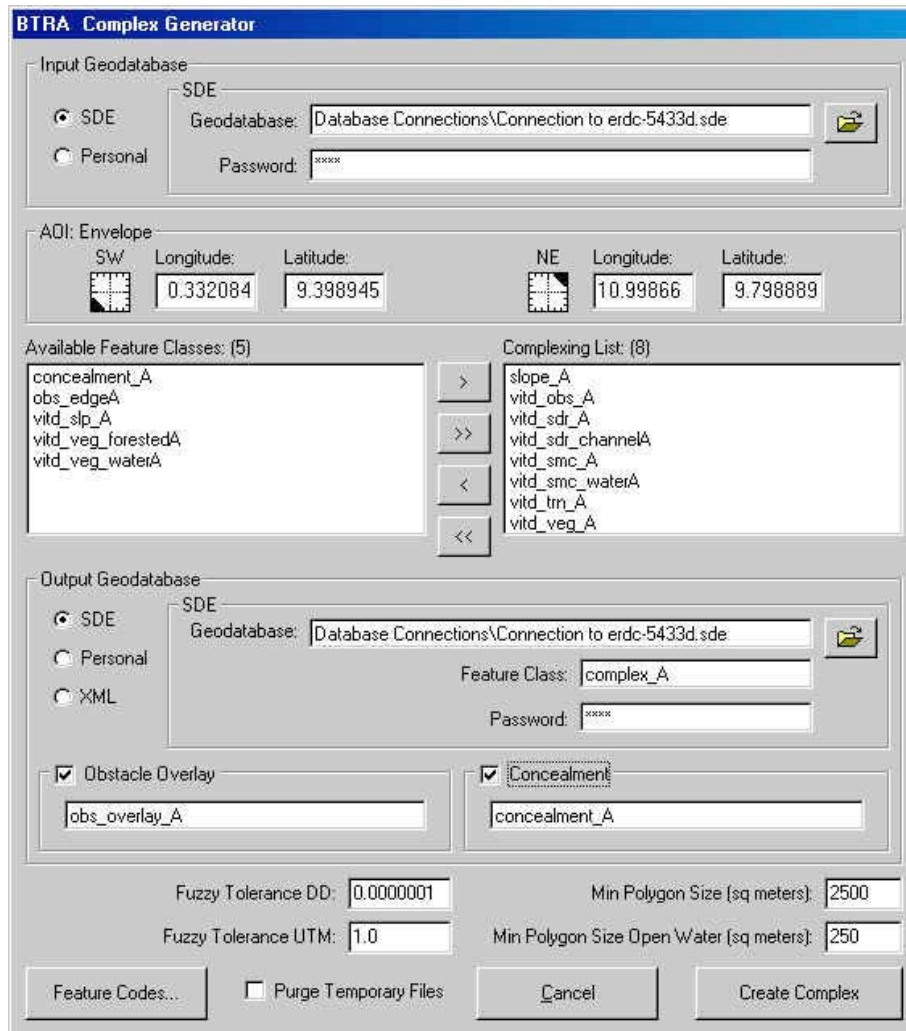 BTRA Complex Generator
Input Geodatabase
SDE
SDE
Personal
Geodatabase: Database Connections\Connection to erdc-5433d.sde
Password: ****
AOI: Envelope
SW Longitude: Latitude: NE Longitude: Latitude:
0.332084 9.398945 10.99866 9.798889
Available Feature Classes: (5)
concealment_A
obs_edgeA
vitd_slp_A
vitd_veg_forestedA
vitd_veg_waterA
>
>>
<
<<
Complexing List: (8)
slope_A
vitd_obs_A
vitd_sdr_A
vitd_sdr_channelA
vitd_smc_A
vitd_smc_waterA
vitd_trn_A
vitd_veg_A
Output Geodatabase
SDE
Personal
XML
SDE
Geodatabase: Database Connections\Connection to erdc-5433d.sde
Feature Class: complex_A
Password: ****
Obstacle Overlay
obs_overlay_A
Concealment
concealment_A
Fuzzy Tolerance DD: 0.0000001 Min Polygon Size (sq meters): 2500
Fuzzy Tolerance UTM: 1.0 Min Polygon Size Open Water (sq meters): 250
Feature Codes... Purge Temporary Files Cancel Create Complex